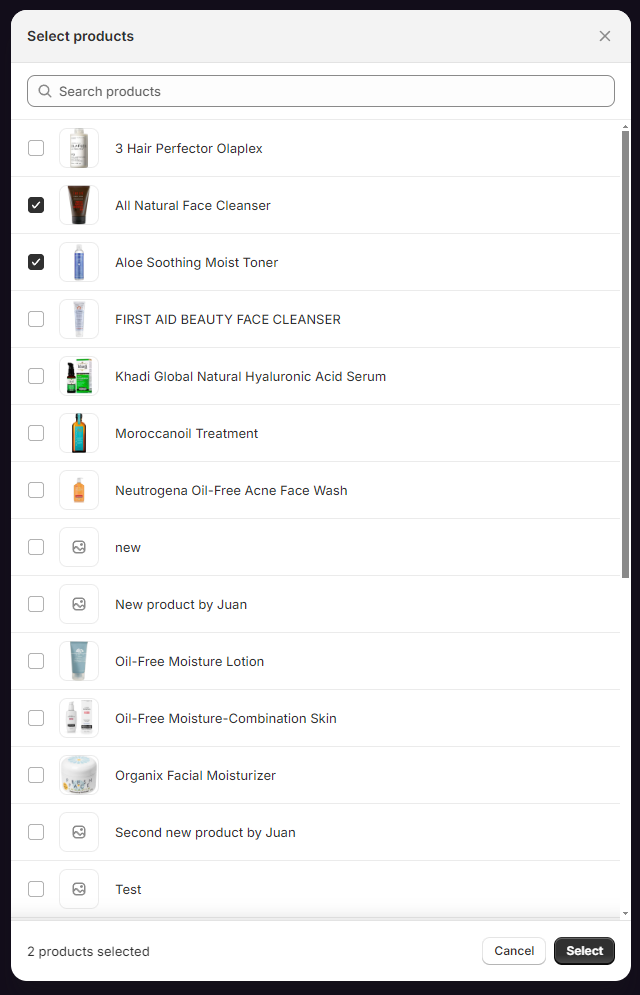 Select products
Search products
3 Hair Perfector Olaplex
All Natural Face Cleanser
Aloe Soothing Moist Toner
FIRST AID BEAUTY FACE CLEANSER
Khadi Global Natural Hyaluronic Acid Serum
Moroccanoil Treatment
Neutrogena Oil-Free Acne Face Wash
new
New product by Juan
Oil-Free Moisture Lotion
Oil-Free Moisture-Combination Skin
Organix Facial Moisturizer
Second new product by Juan
Test
2 products selected
Cancel
Select